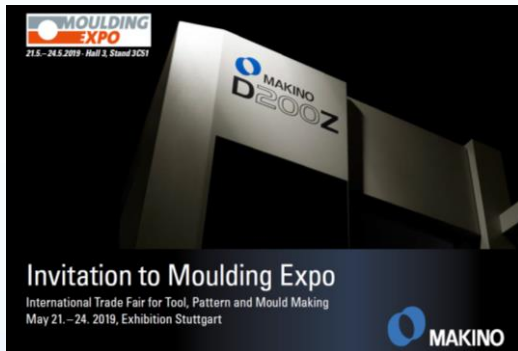 MOULDING
EXPO
21.5.–24.5.2019 - Hall 3, Stand 3C51
MAKINO
D200Z
Invitation to Moulding Expo
International Trade Fair for Tool, Pattern and Mould Making
May 21.–24. 2019, Exhibition Stuttgart
MAKINO